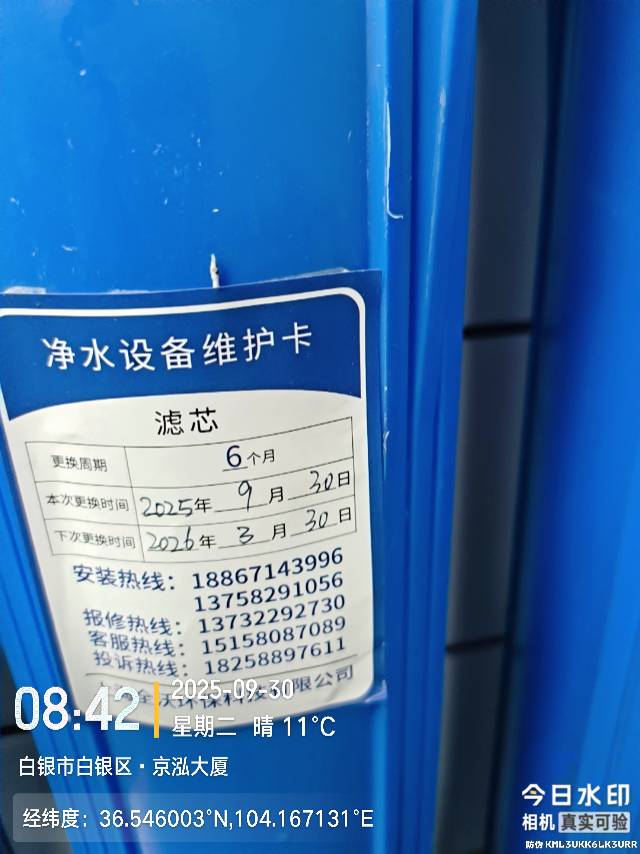 净水设备维护卡
滤芯
更换周期 6个月
本次更换时间 2025年 9 月 30日
下次更换时间 2026年 3 月 30日
安装热线：18867143996
13758291056
报修热线：13732292730
客服热线：15158087089
投诉热线：18258897611
限公司
08:42
2025-09-30
星期二 晴 11°C
白银市白银区·京泓大厦
经纬度：36.546003°N,104.167131°E
今日水印
相机 真实可验
防伪 KML3UKK6LK3URR